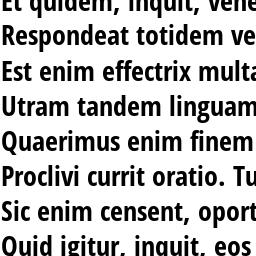 Et quidem, inquit, vene
Respondeat totidem ve
Est enim effectrix multa
Utram tandem linguam
Quaerimus enim finem
Proclivi currit oratio. Tu
Sic enim censent, oport
Quid igitur, inquit, eos